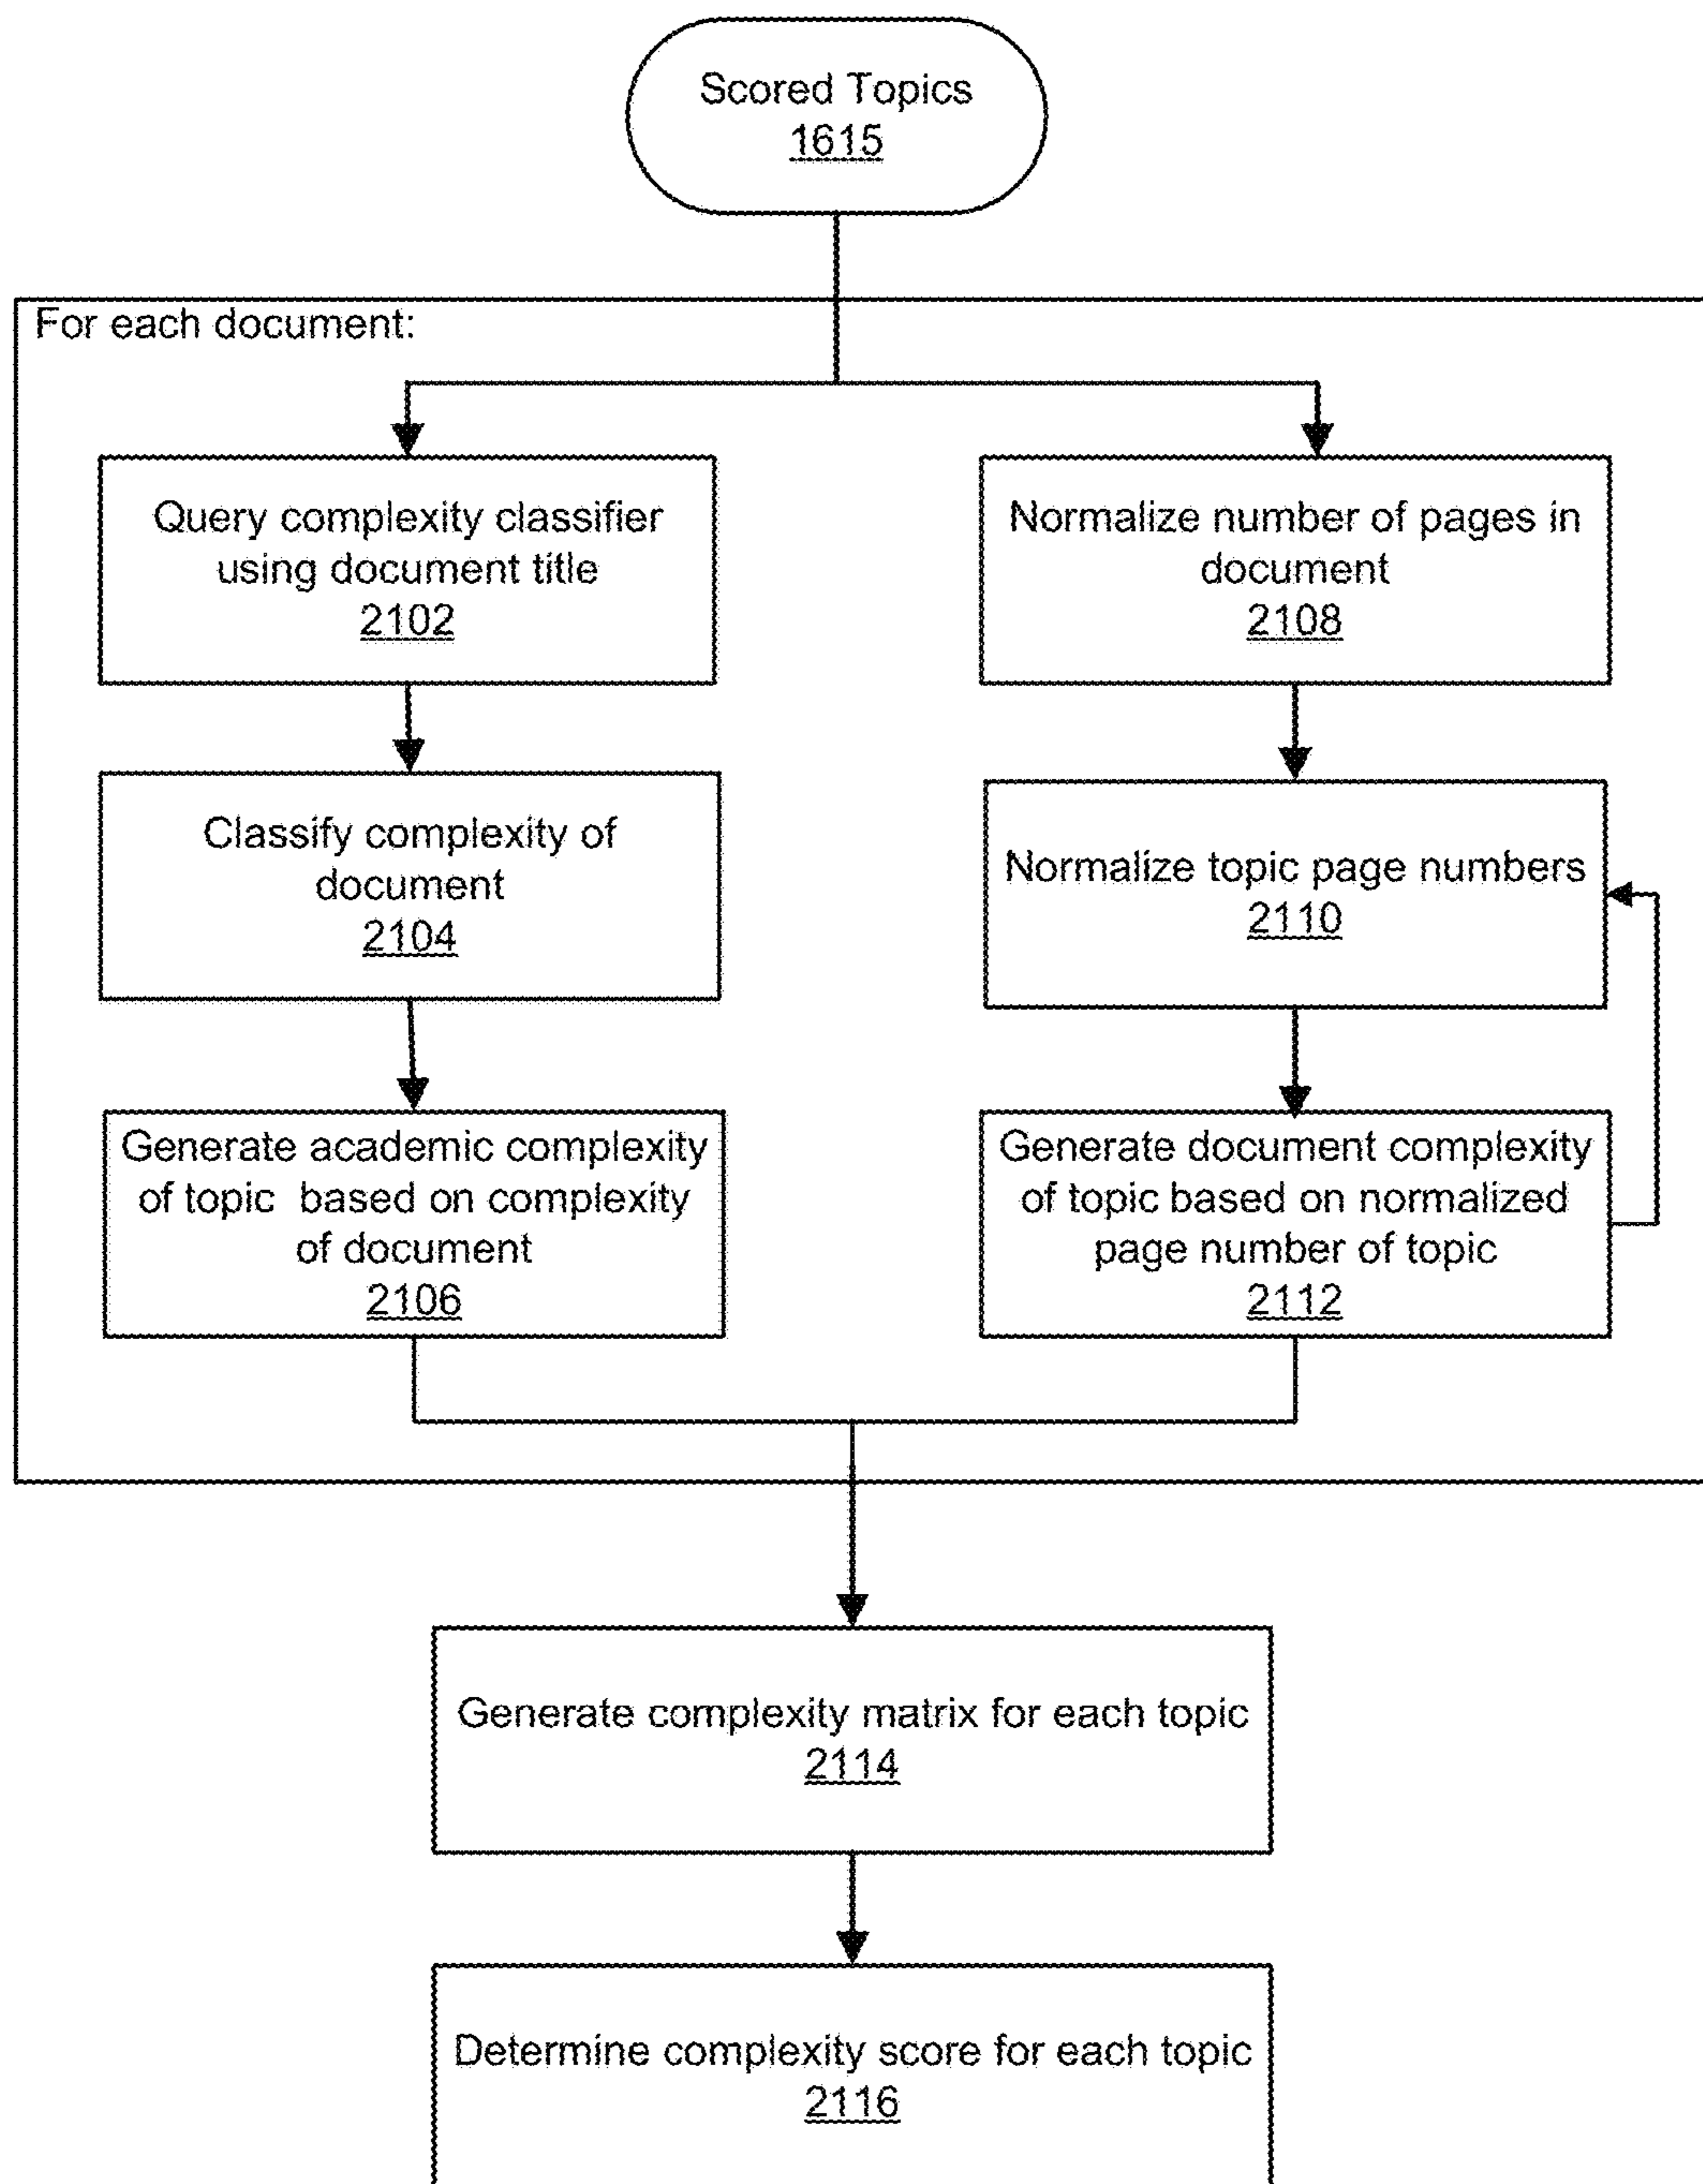 Scored Topics
1615
For each document:
Query complexity classifier
using document title
2102
Classify complexity of
document
2104
Generate academic complexity
of topic  based on complexity
of document
2106
Normalize number of pages in
document
2108
Normalize topic page numbers
2110
Generate document complexity
of topic based on normalized
page number of topic
2112
Generate complexity matrix for each topic
2114
Determine complexity score for each topic
2116